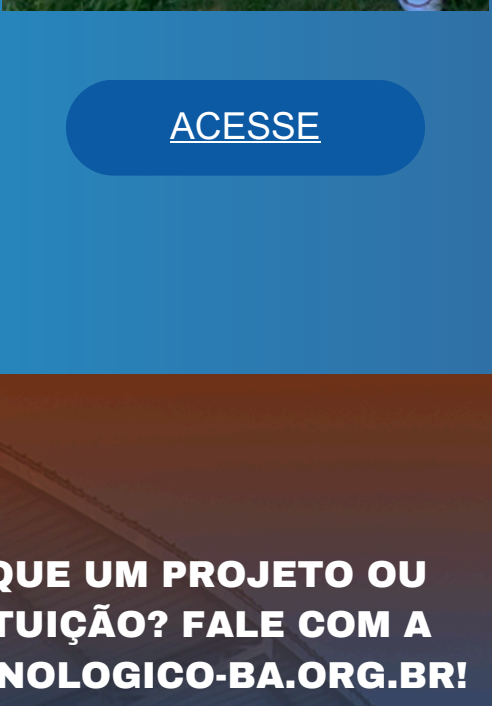 ACESSE
QUE UM PROJETO OU
TUIÇÃO? FALE COM A
NOLOGICO-BA.ORG.BR!